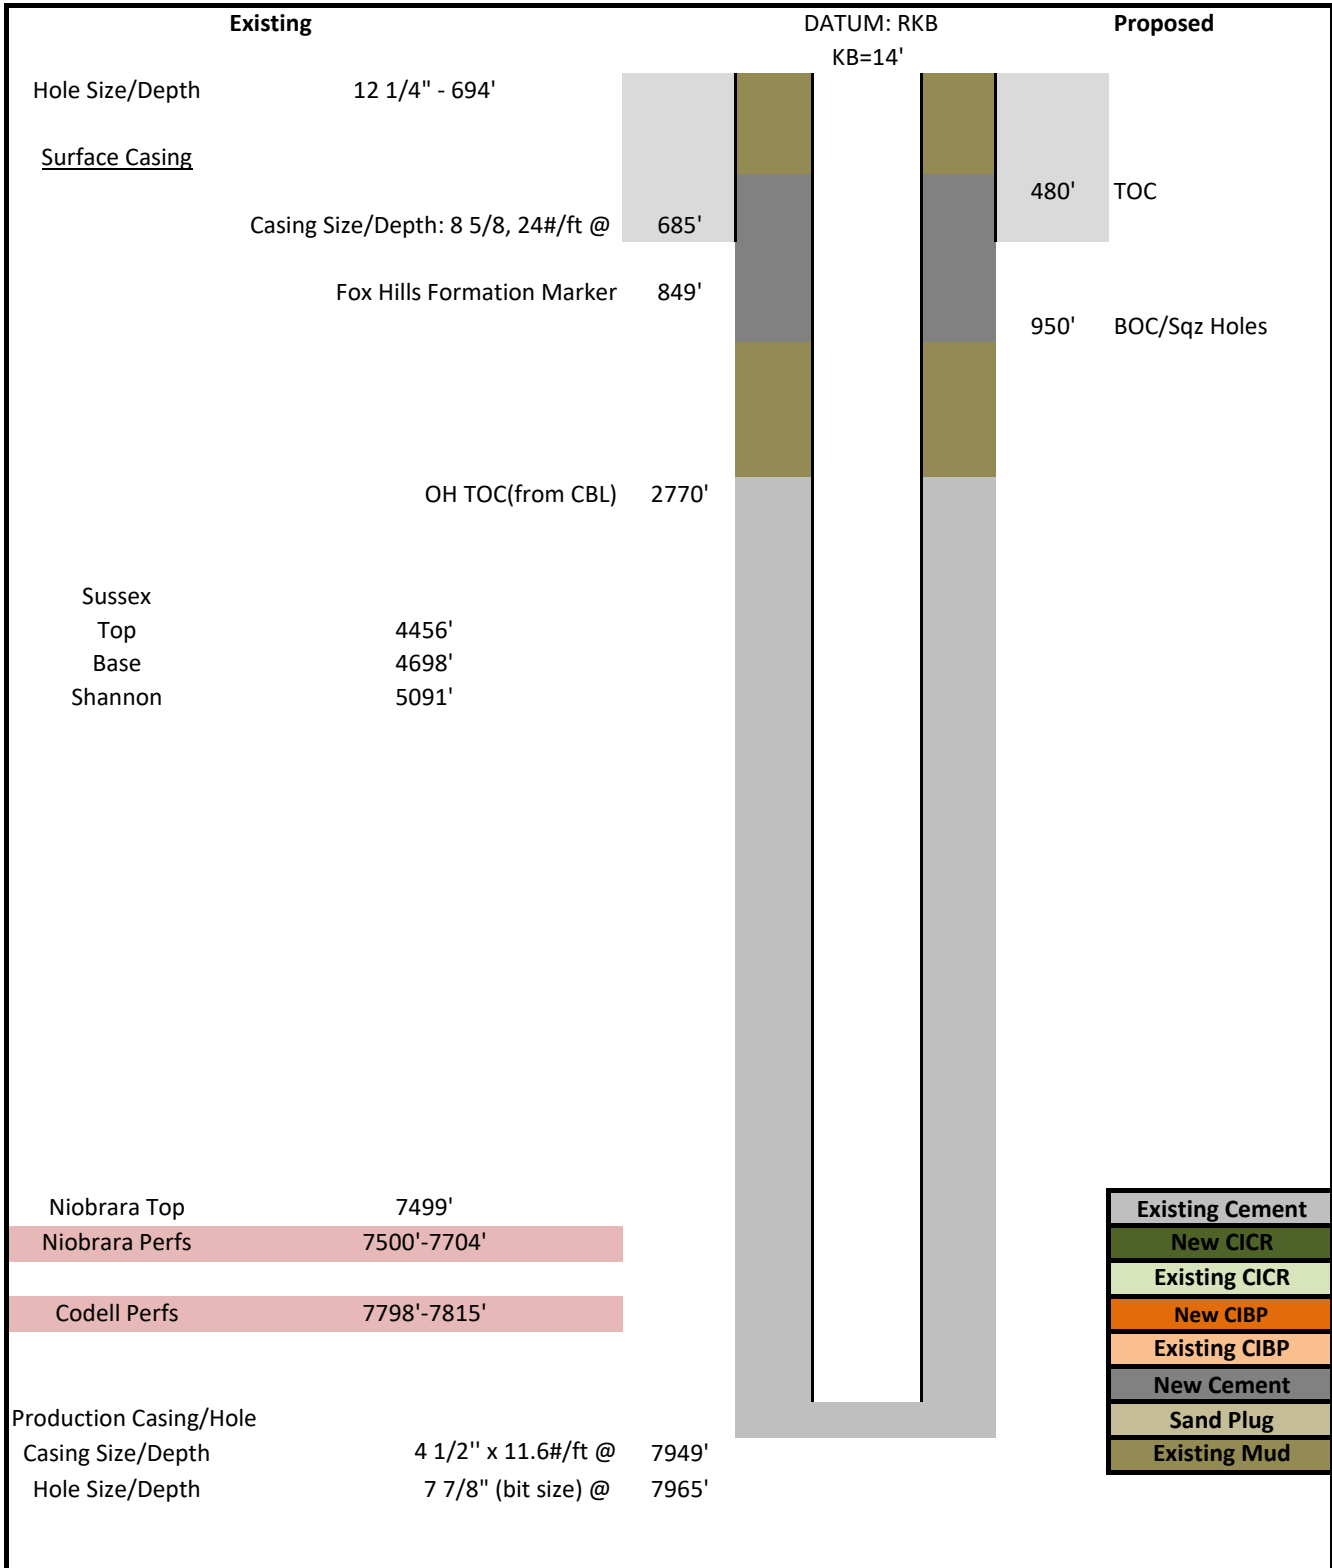 Existing DATUM: RKB Proposed
KB=14'
Hole Size/Depth 12 1/4" - 694'
Surface Casing
480' TOC
Casing Size/Depth: 8 5/8, 24#/ft @ 685'
Fox Hills Formation Marker 849'
950' BOC/Sqz Holes
OH TOC(from CBL) 2770'
Sussex
Top 4456'
Base 4698'
Shannon 5091'
Niobrara Top 7499'
Niobrara Perfs 7500'-7704'
Codell Perfs 7798'-7815'
Production Casing/Hole
Casing Size/Depth 4 1/2'' x 11.6#/ft @ 7949'
Hole Size/Depth 7 7/8" (bit size) @ 7965'
Existing Cement
New CICR
Existing CICR
New CIBP
Existing CIBP
New Cement
Sand Plug
Existing Mud